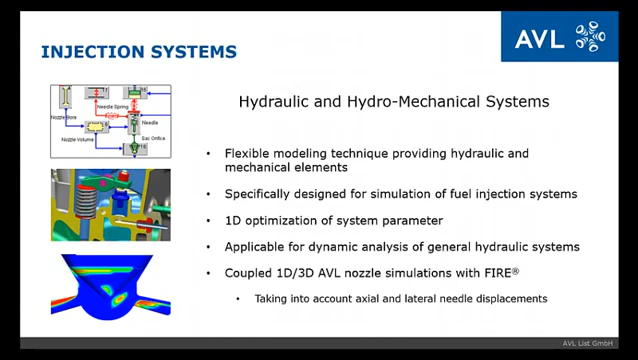 AVL
INJECTION SYSTEMS
Needle Spring
Nozzle Bore
Needle
Nozzle Volume
Sac Orifice
Hydraulic and Hydro-Mechanical Systems
• Flexible modeling technique providing hydraulic and
mechanical elements
• Specifically designed for simulation of fuel injection systems
• 1D optimization of system parameter
• Applicable for dynamic analysis of general hydraulic systems
• Coupled 1D/3D AVL nozzle simulations with FIRE®
• Taking into account axial and lateral needle displacements
AVL List GmbH